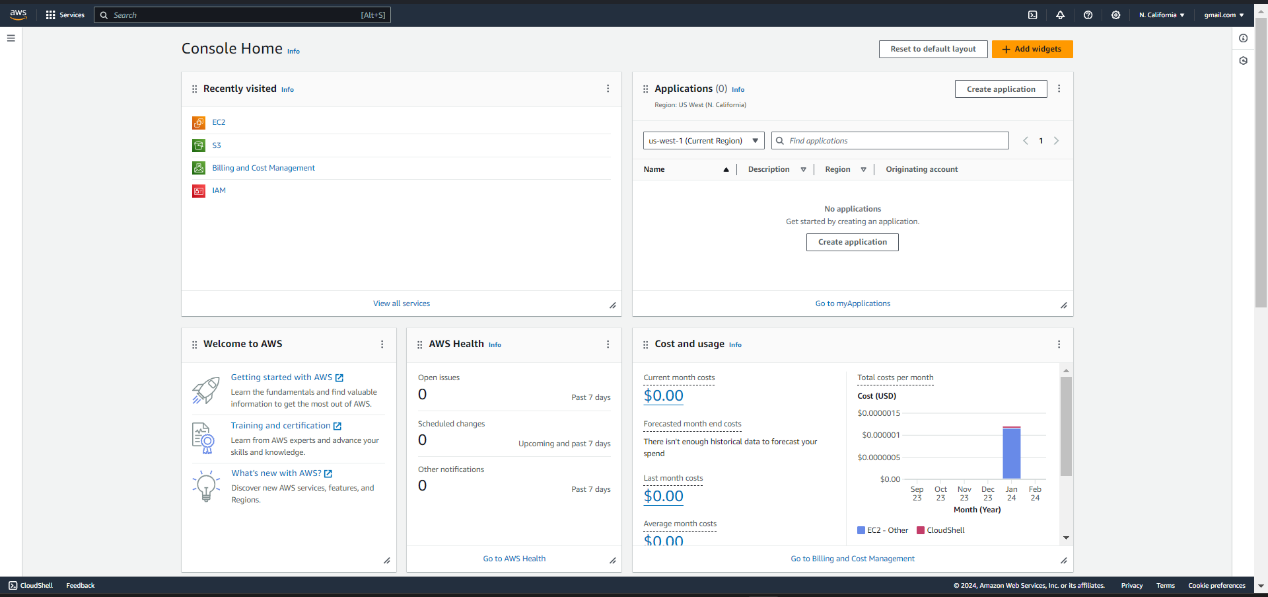 aws
Services
Search
[Alt+S]
N. California
gmail.com
Console Home Info
Reset to default layout
Add widgets
Recently visited Info
EC2
S3
Billing and Cost Management
IAM
View all services
Applications (0) Info
Region: US West (N. California)
Create application
us-west-1 (Current Region)
Find applications
1
Name
Description
Region
Originating account
No applications
Get started by creating an application.
Create application
Go to myApplications
Welcome to AWS
Getting started with AWS
Learn the fundamentals and find valuable
information to get the most out of AWS.
Training and certification
Learn from AWS experts and advance your
skills and knowledge.
What's new with AWS?
Discover new AWS services, features, and
Regions.
AWS Health Info
Open issues
0
Past 7 days
Scheduled changes
0
Upcoming and past 7 days
Other notifications
0
Past 7 days
Go to AWS Health
Cost and usage Info
Current month costs
$0.00
Forecasted month end costs
There isn't enough historical data to forecast your
spend
Last month costs
$0.00
Average month costs
$0.00
Total costs per month
Cost (USD)
$0.0000015
$0.000001
$0.0000005
$0.00
Sep Oct Nov Dec Jan Feb
23 23 23 23 24 24
Month (Year)
EC2 - Other
CloudShell
Go to Billing and Cost Management
CloudShell
Feedback
© 2024, Amazon Web Services, Inc. or its affiliates.
Privacy
Terms
Cookie preferences